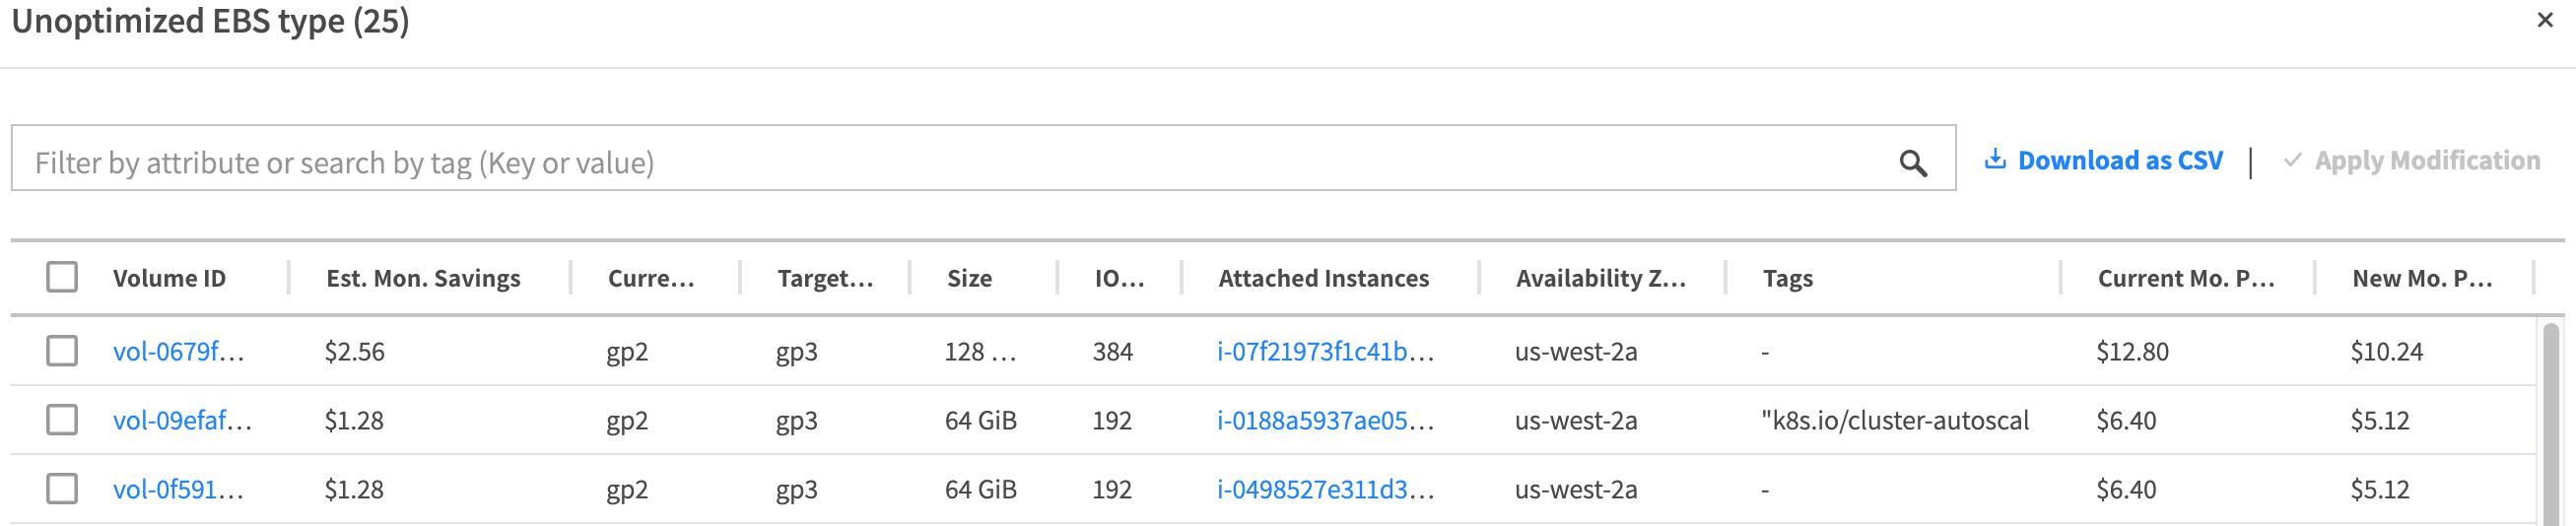 Unoptimized EBS type (25)
Filter by attribute or search by tag (Key or value)
Download as CSV | Apply Modification
Volume ID Est. Mon. Savings Curre... Target... Size IO... Attached Instances Availability Z... Tags Current Mo. P... New Mo. P...
vol-0679f... $2.56 gp2 gp3 128 ... 384 i-07f21973f1c41b... us-west-2a - $12.80 $10.24
vol-09efaf... $1.28 gp2 gp3 64 GiB 192 i-0188a5937ae05... us-west-2a "k8s.io/cluster-autoscal $6.40 $5.12
vol-0f591... $1.28 gp2 gp3 64 GiB 192 i-0498527e311d3... us-west-2a - $6.40 $5.12